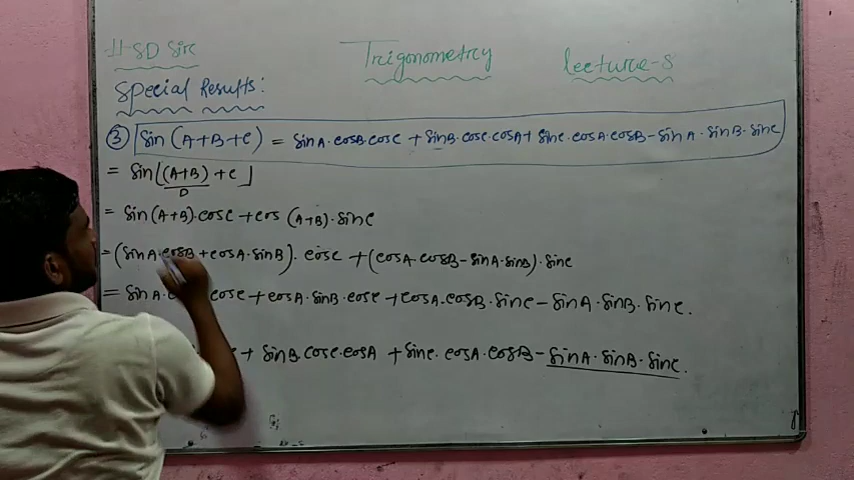 #SD Sir Trigonometry lecture-8
Special Results:
③ sin (A+B+C) = sinA·cosB·cosC + sinB·cosC·cosA + sinC·cosA·cosB - sinA·sinB·sinC
= sin[(A+B)+C]
D
= sin(A+B)·cosC + cos (A+B)·sinC
= (sinA·cosB + cosA·sinB)·cosC + (cosA·cosB - sinA·sinB)·sinC
= sinA· cosC + cosA·sinB·cosC + cosA·cosB·sinC - sinA·sinB·sinC.
+ sinB·cosC·cosA + sinC·cosA·cosB - sinA·sinB·sinC.